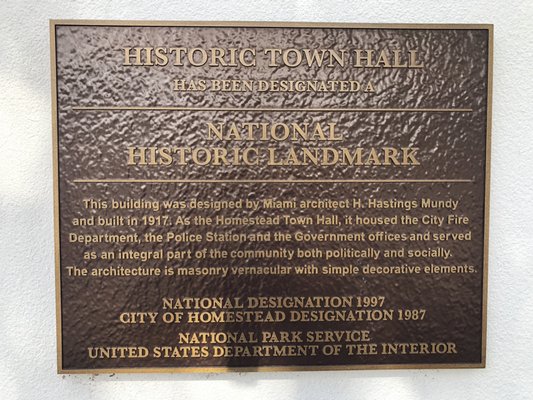 HISTORIC TOWN HALL
HAS BEEN DESIGNATED A
NATIONAL
HISTORIC LANDMARK
This building was designed by Miami architect H. Hastings Mundy
and built in 1917. As the Homestead Town Hall, it housed the City Fire
Department, the Police Station and the Government offices and served
as an integral part of the community both politically and socially.
The architecture is masonry vernacular with simple decorative elements.
NATIONAL DESIGNATION 1997
CITY OF HOMESTEAD DESIGNATION 1987
NATIONAL PARK SERVICE
UNITED STATES DEPARTMENT OF THE INTERIOR